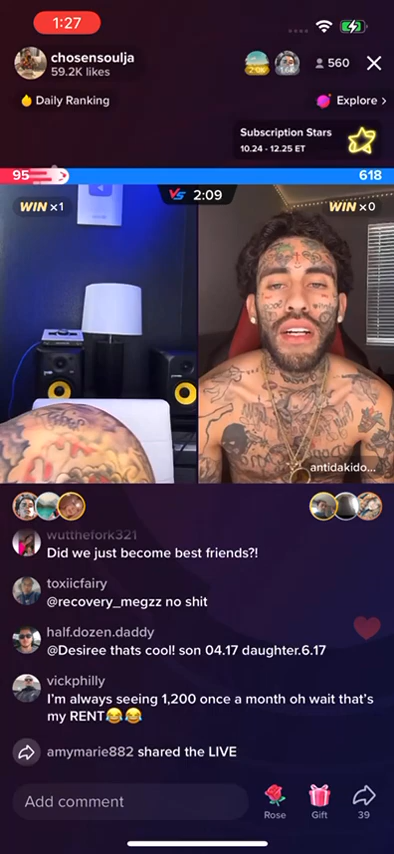 1:27
chosensoulja
59.2K likes
560
Daily Ranking
Explore >
Subscription Stars
10.24 - 12.25 ET
95
618
WIN x1
VS 2:09
WIN x0
antidakido...
wutthefork321
Did we just become best friends?!
toxiicfairy
@recovery_megzz no shit
half.dozen.daddy
@Desiree thats cool! son 04.17 daughter.6.17
vickphilly
I'm always seeing 1,200 once a month oh wait that's
my RENT😂😂
amymarie882 shared the LIVE
Add comment
Rose
Gift
39